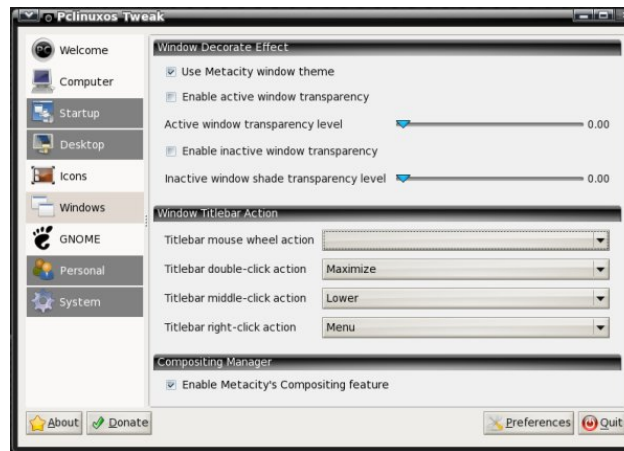 Pclinuxos Tweak
Welcome
Computer
Startup
Desktop
Icons
Windows
GNOME
Personal
System
Window Decorate Effect
Use Metacity window theme
Enable active window transparency
Active window transparency level 0.00
Enable inactive window transparency
Inactive window shade transparency level 0.00
Window Titlebar Action
Titlebar mouse wheel action
Titlebar double-click action Maximize
Titlebar middle-click action Lower
Titlebar right-click action Menu
Compositing Manager
Enable Metacity's Compositing feature
About Donate Preferences Quit